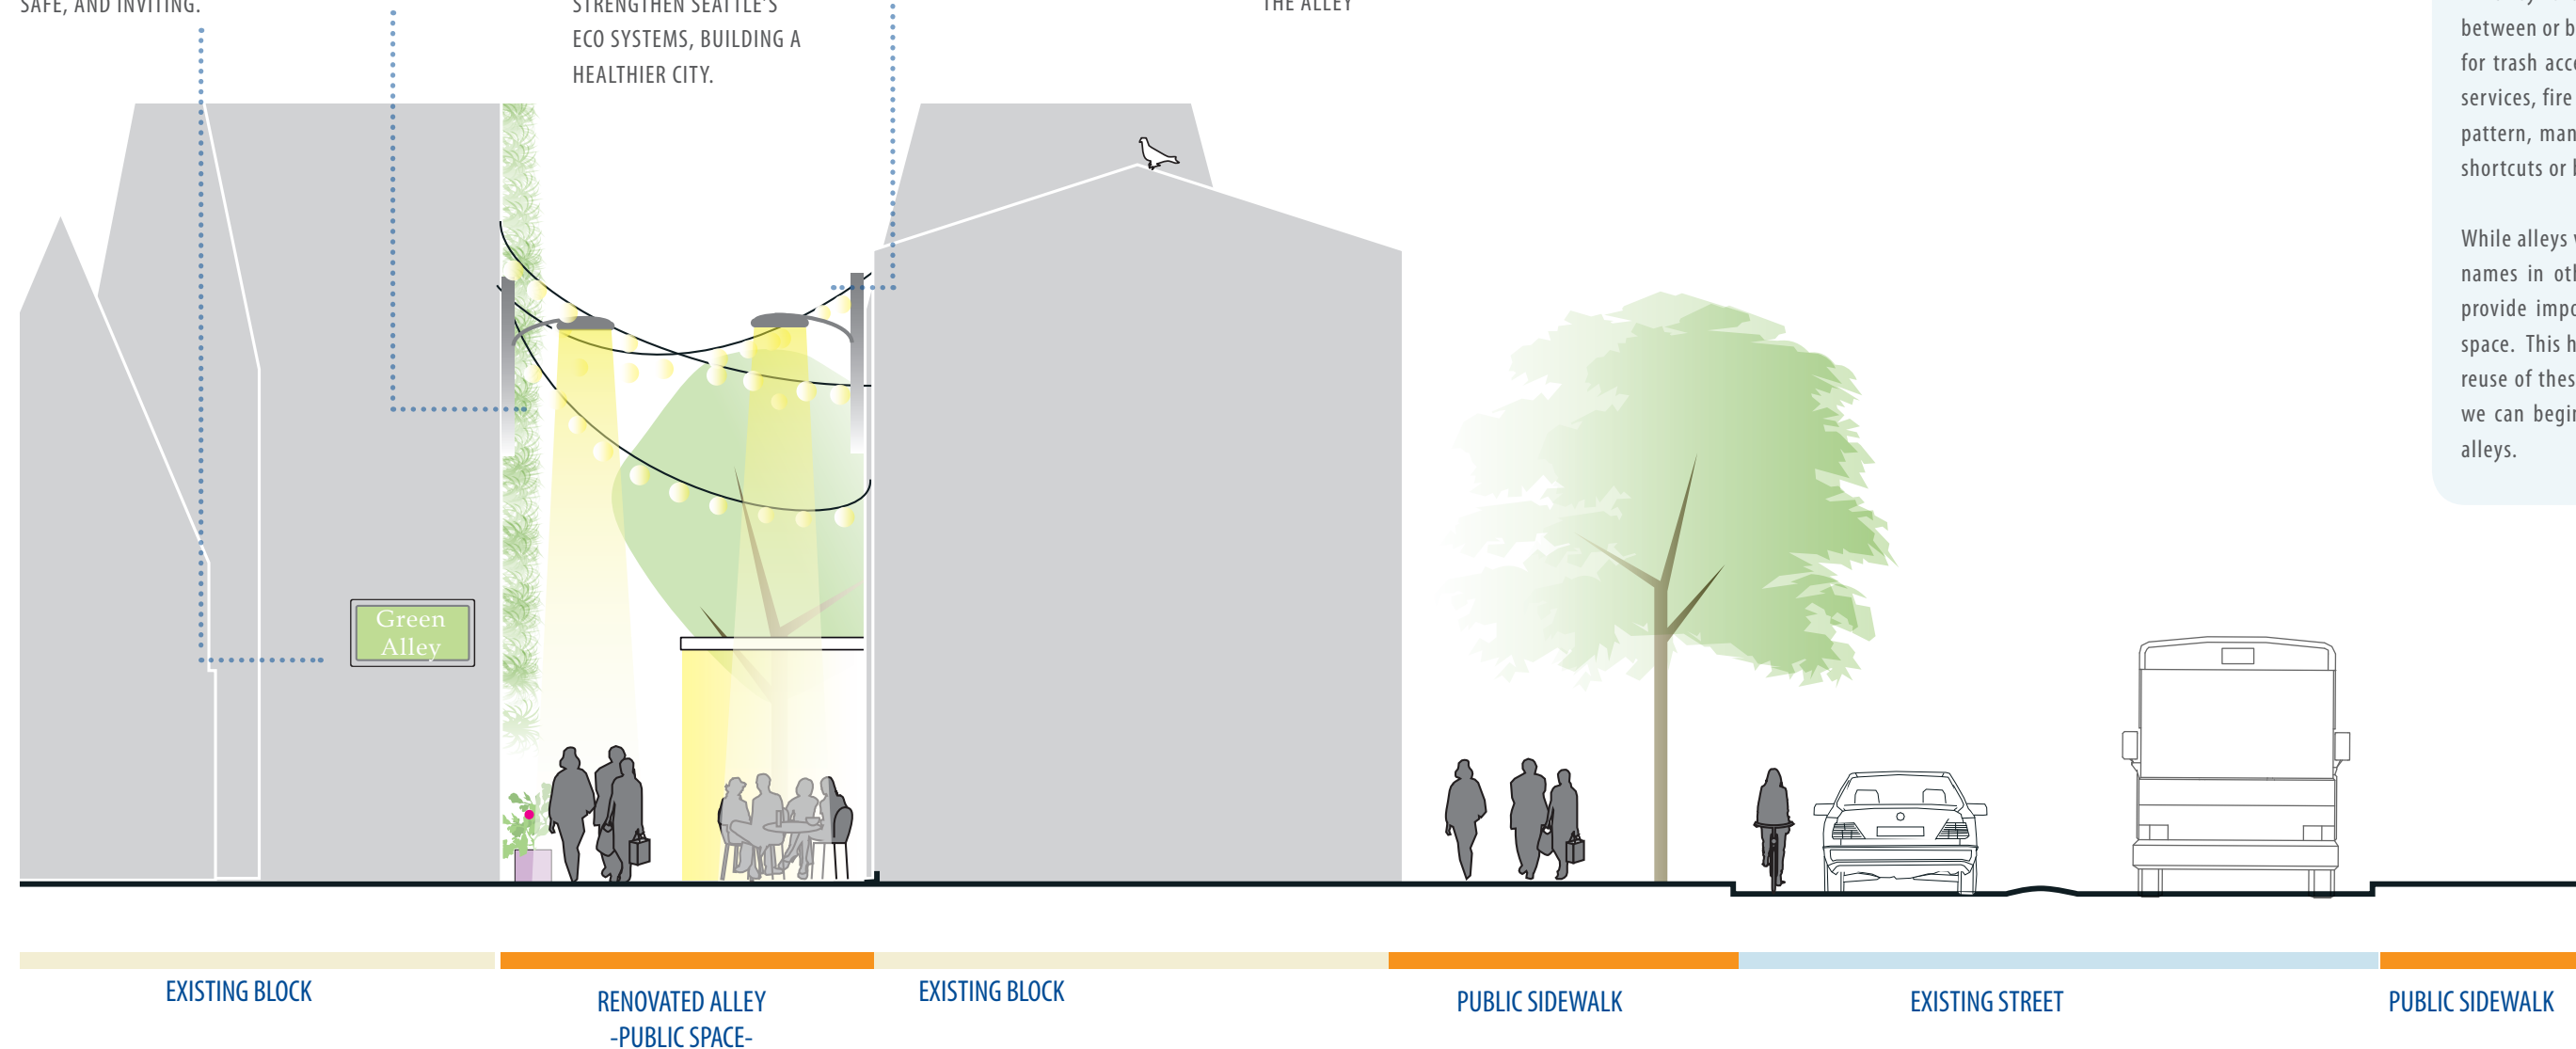 SAFE, AND INVITING.
STRENGTHEN SEATTLE'S
ECO SYSTEMS, BUILDING A
HEALTHIER CITY.
THE ALLEY
between or b
for trash acc
services, fire
pattern, man
shortcuts or
While alleys
names in ot
provide impo
space. This h
reuse of thes
we can begin
alleys.
Green
Alley
EXISTING BLOCK
RENOVATED ALLEY
-PUBLIC SPACE-
EXISTING BLOCK
PUBLIC SIDEWALK
EXISTING STREET
PUBLIC SIDEWALK